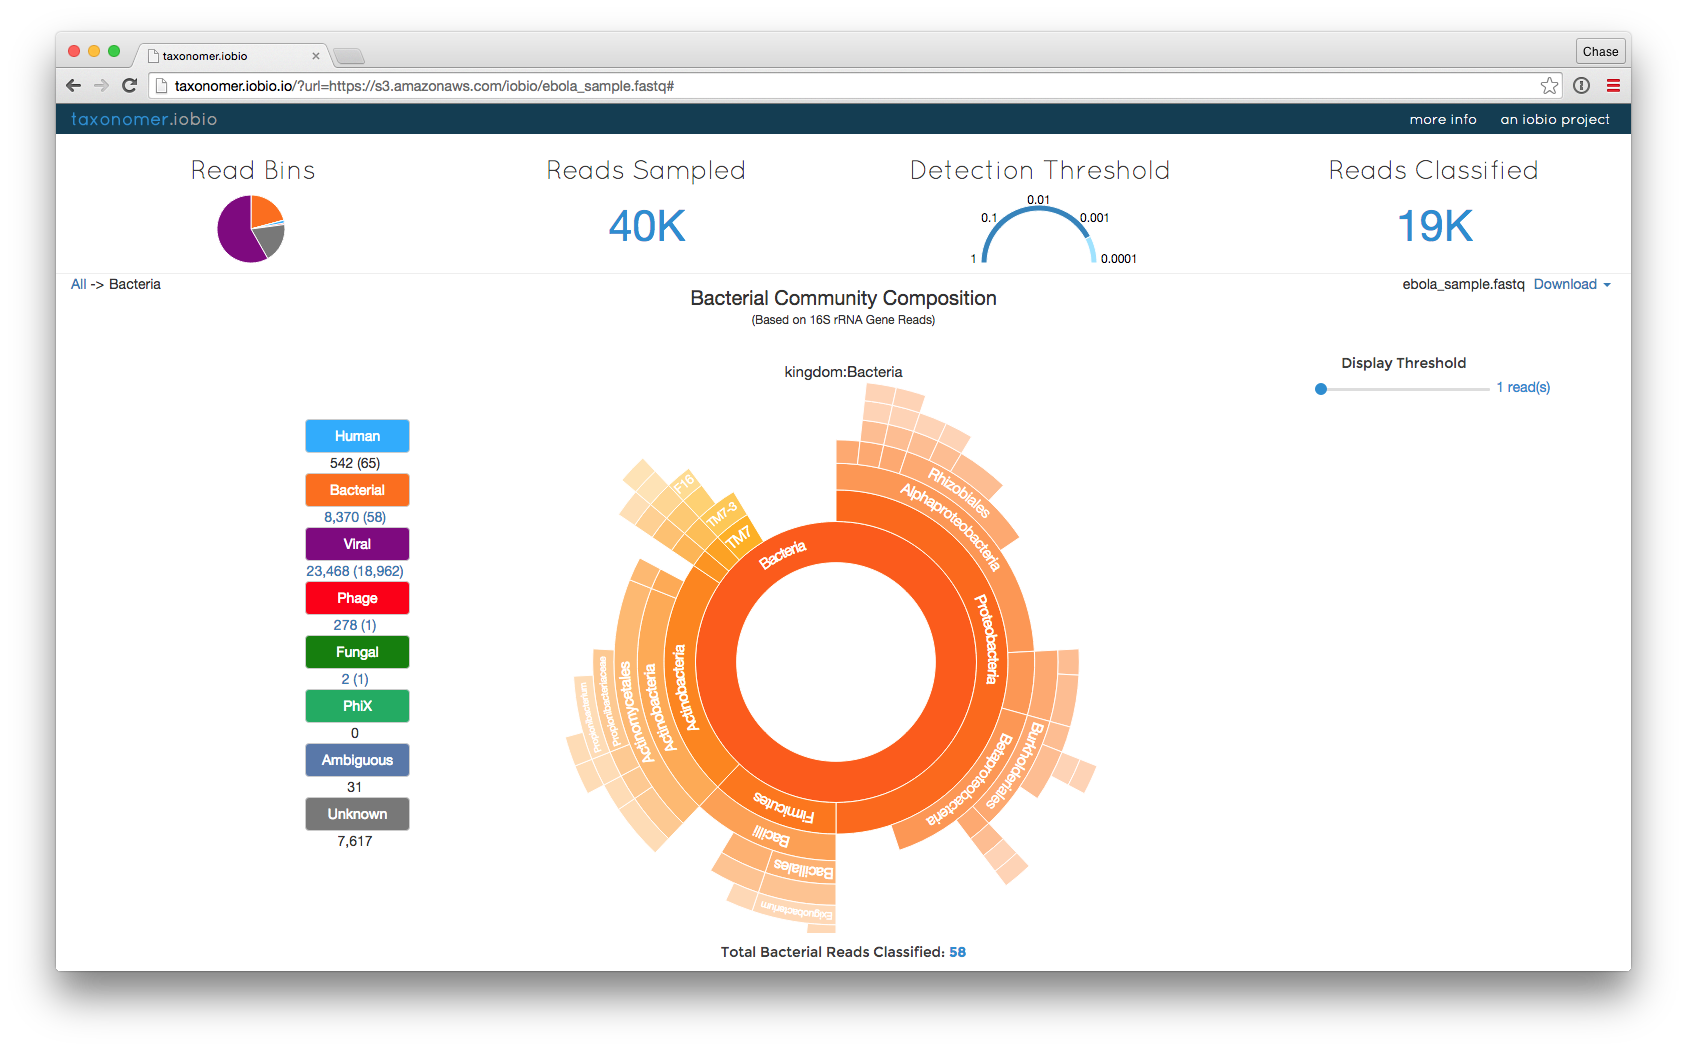 taxonomer.iobio
Chase
taxonomer.iobio.io/?url=https://s3.amazonaws.com/iobio/ebola_sample.fastq#
taxonomer.iobio
more info
an iobio project
Read Bins
Reads Sampled
40K
Detection Threshold
1
0.1
0.01
0.001
0.0001
Reads Classified
19K
All -> Bacteria
ebola_sample.fastq Download
Bacterial Community Composition
(Based on 16S rRNA Gene Reads)
Display Threshold
1 read(s)
kingdom:Bacteria
Human
542 (65)
Bacterial
8,370 (58)
Viral
23,468 (18,962)
Phage
278 (1)
Fungal
2 (1)
PhiX
0
Ambiguous
31
Unknown
7,617
Bacteria
Proteobacteria
Alphaproteobacteria
Rhizobiales
Betaproteobacteria
Burkholderiales
Firmicutes
Bacilli
Bacillales
Exiguobacterium
Actinobacteria
Actinobacteria
Actinomycetales
Propionibacteriaceae
Propionibacterium
TM7
TM7-3
F16
Total Bacterial Reads Classified: 58